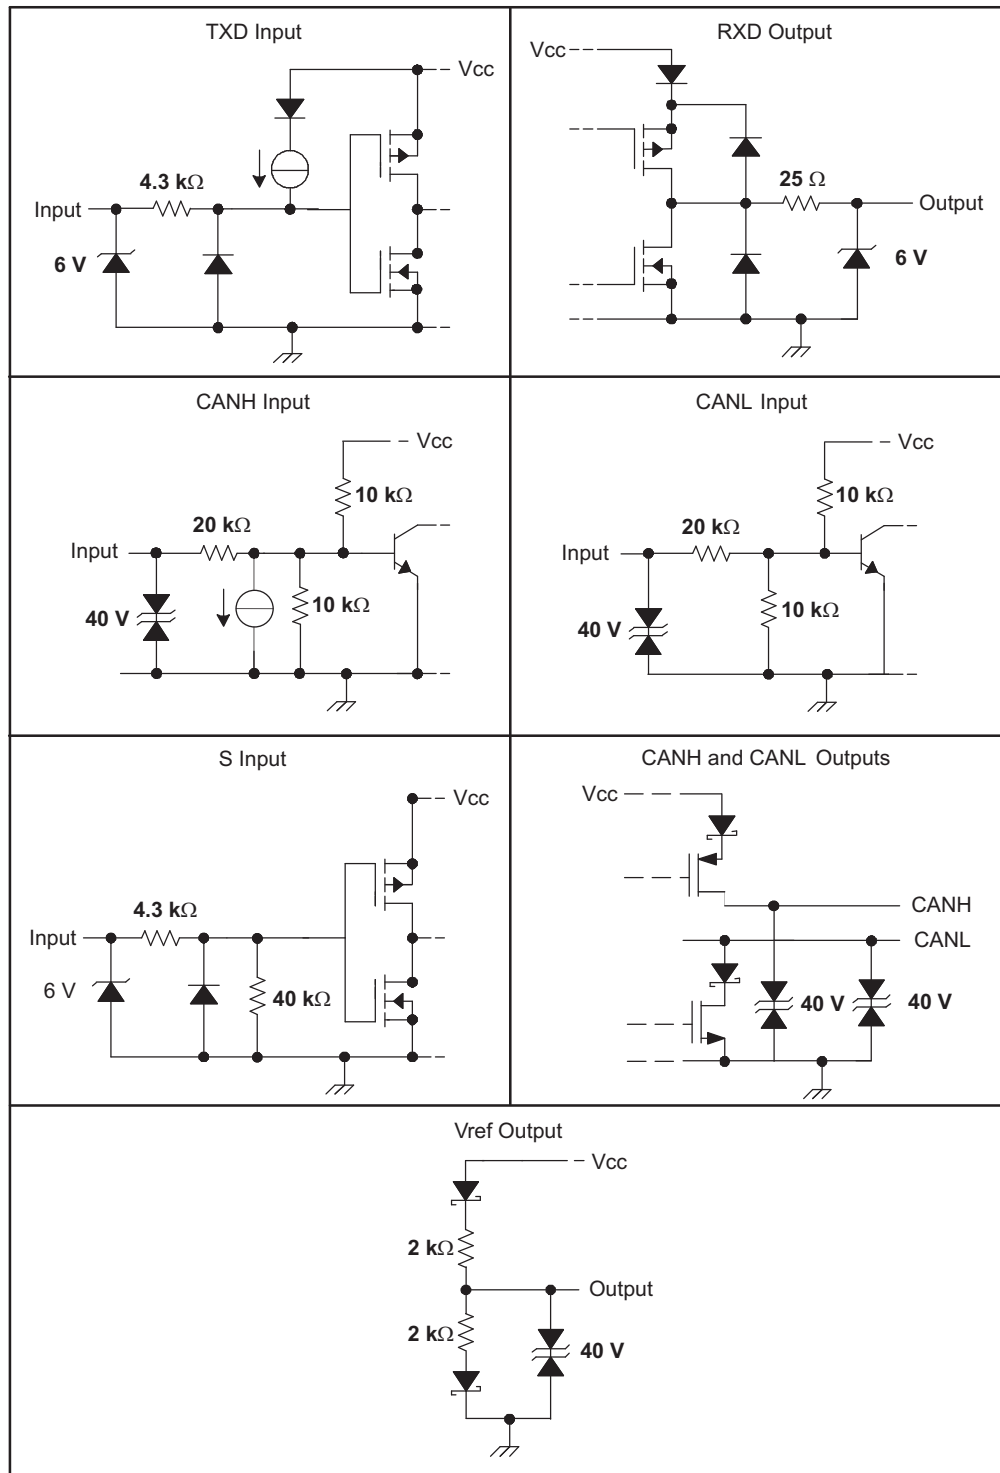 TXD Input
Vcc
4.3 kΩ
Input
6 V
RXD Output
Vcc
25 Ω
Output
6 V
CANH Input
Vcc
10 kΩ
20 kΩ
Input
10 kΩ
40 V
CANL Input
Vcc
10 kΩ
20 kΩ
Input
10 kΩ
40 V
S Input
Vcc
4.3 kΩ
Input
6 V
40 kΩ
CANH and CANL Outputs
Vcc
CANH
CANL
40 V
40 V
Vref Output
Vcc
2 kΩ
Output
2 kΩ
40 V